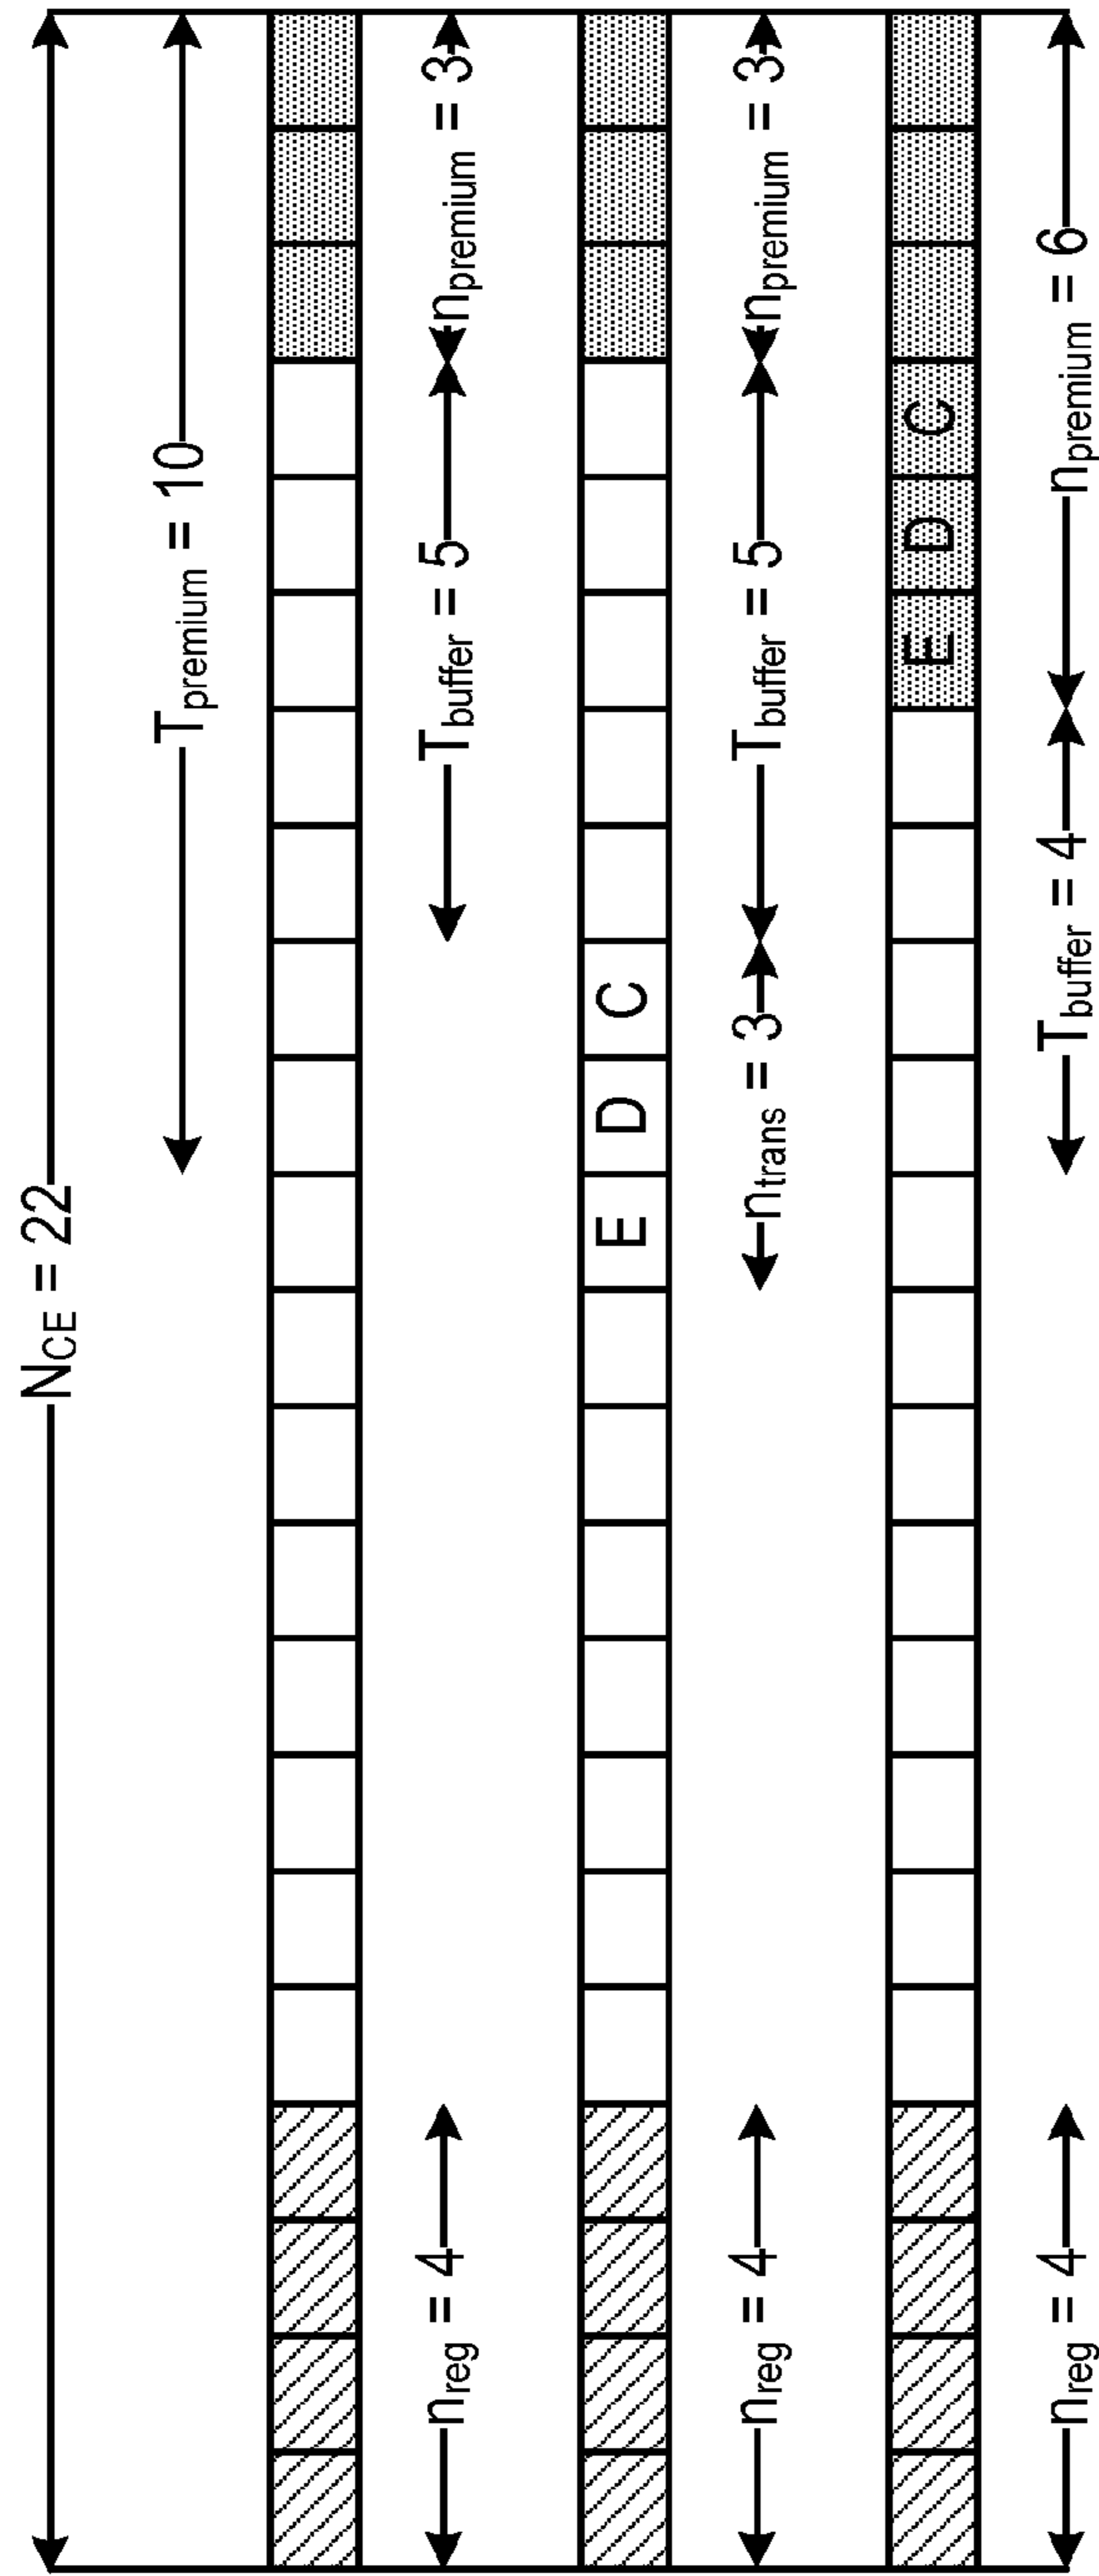 N_CE = 22
T_premium = 10
n_reg = 4
T_buffer = 5
n_premium = 3
E D C
n_reg = 4
n_trans = 3
T_buffer = 5
n_premium = 3
E D C
n_reg = 4
T_buffer = 4
n_premium = 6